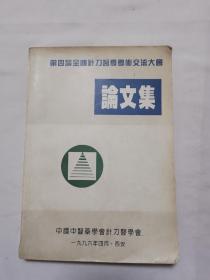 第四届全國針刀醫學學術交流大會
論文集
中國中醫藥學會針刀醫學會
一九九六年四月·西安